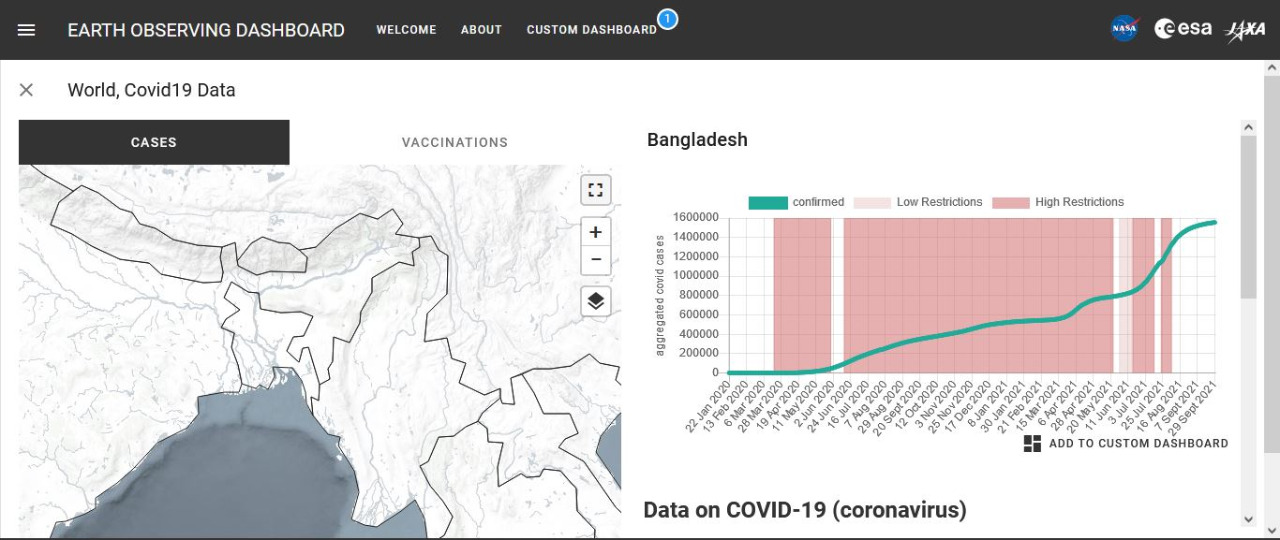 EARTH OBSERVING DASHBOARD WELCOME ABOUT CUSTOM DASHBOARD 1 NASA esa JAXA
World, Covid19 Data
CASES VACCINATIONS
Bangladesh
confirmed Low Restrictions High Restrictions
aggregated covid cases
1600000
1400000
1200000
1000000
800000
600000
400000
200000
0
22 Jan 2020
13 Feb 2020
6 Mar 2020
28 Mar 2020
19 Apr 2020
11 May 2020
2 Jun 2020
24 Jun 2020
16 Jul 2020
7 Aug 2020
29 Aug 2020
20 Sept 2020
12 Oct 2020
3 Nov 2020
25 Nov 2020
17 Dec 2020
8 Jan 2021
30 Jan 2021
21 Feb 2021
15 Mar 2021
6 Apr 2021
28 Apr 2021
20 May 2021
11 Jun 2021
3 Jul 2021
25 Jul 2021
16 Aug 2021
7 Sept 2021
29 Sept 2021
ADD TO CUSTOM DASHBOARD
Data on COVID-19 (coronavirus)